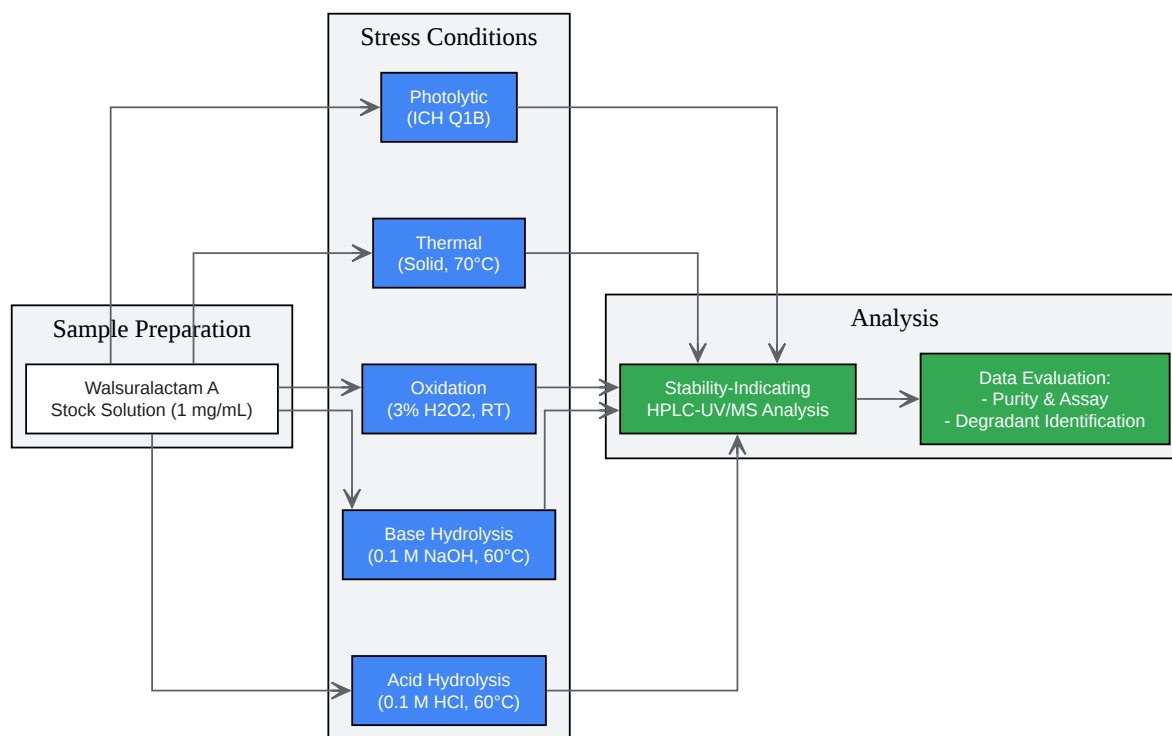 Stress Conditions
Photolytic
(ICH Q1B)
Thermal
(Solid, 70°C)
Sample Preparation
Walsuralactam A
Stock Solution (1 mg/mL)
Oxidation
(3% H2O2, RT)
Base Hydrolysis
(0.1 M NaOH, 60°C)
Acid Hydrolysis
(0.1 M HCl, 60°C)
Analysis
Stability-Indicating
HPLC-UV/MS Analysis
Data Evaluation:
- Purity & Assay
- Degradant Identification